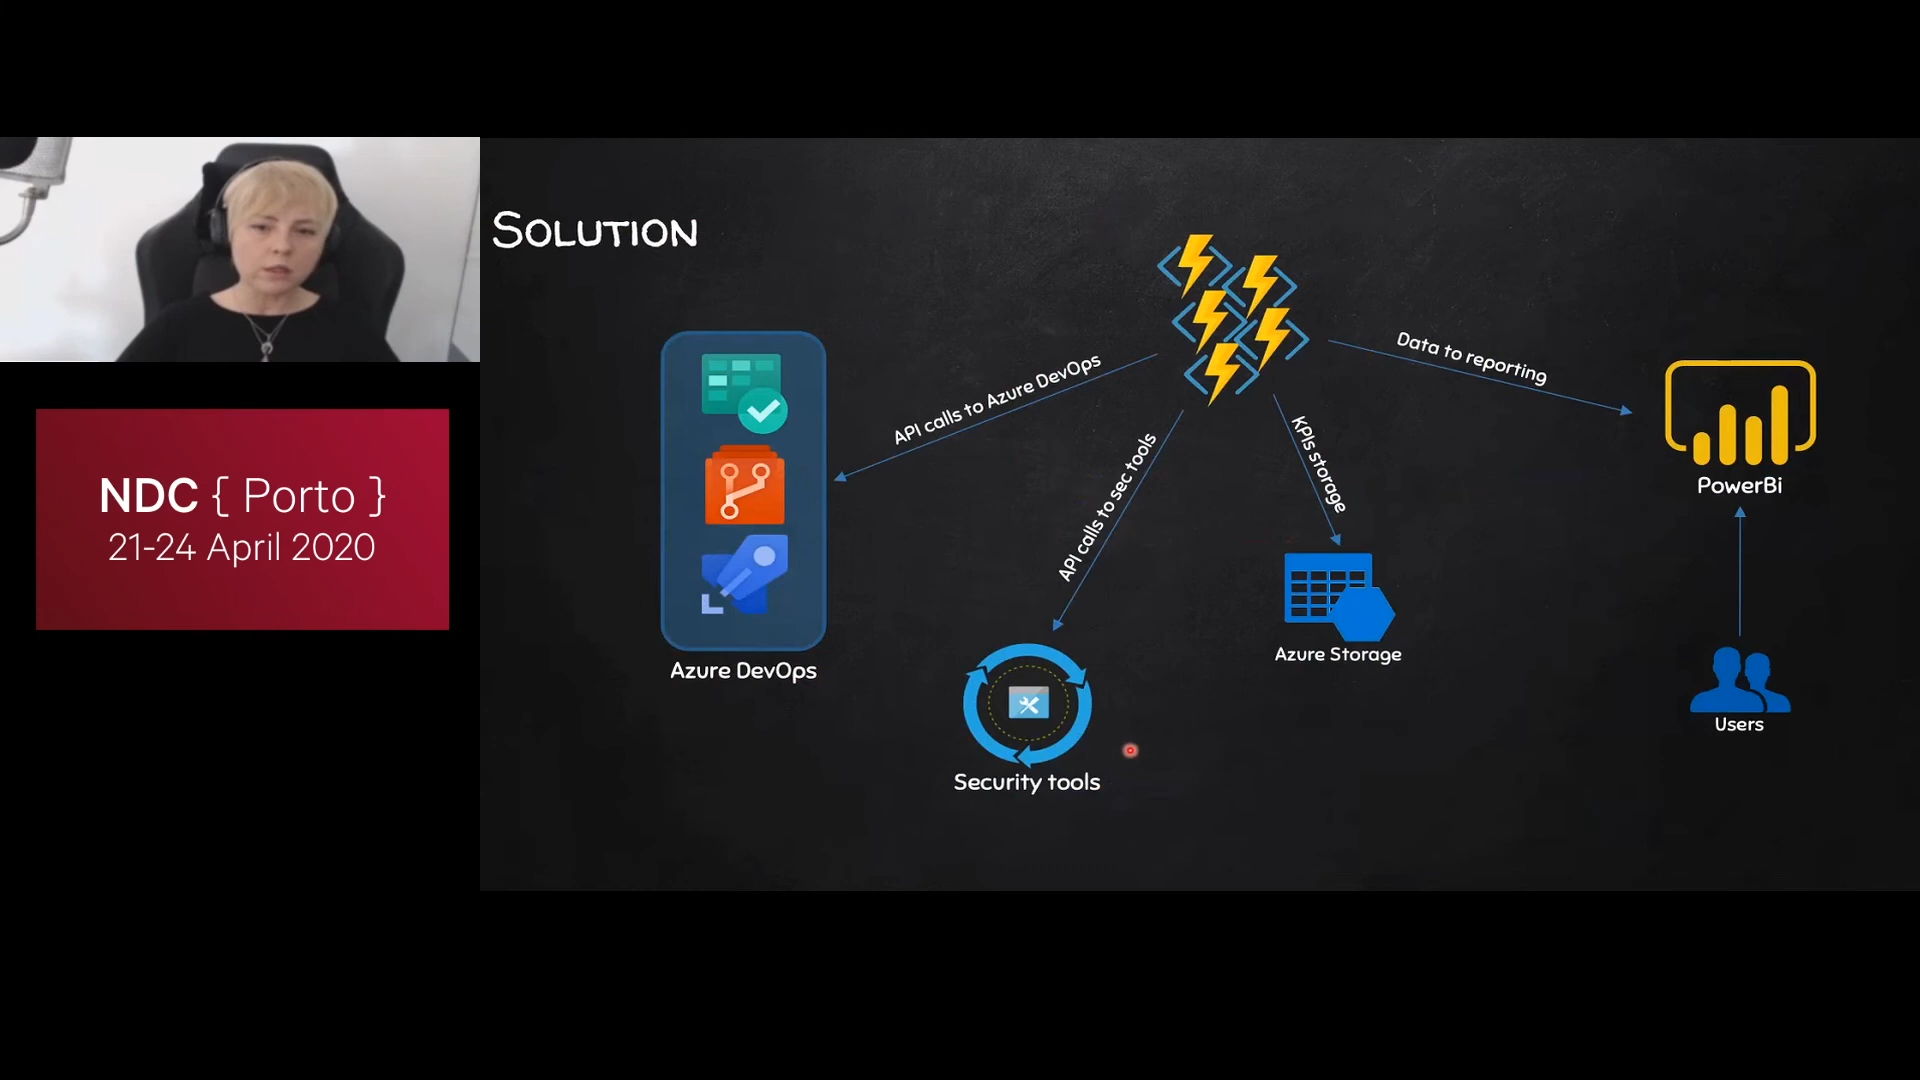 SOLUTION
NDC { Porto }
21-24 April 2020
API calls to Azure DevOps
API calls to sec tools
KPIs storage
Data to reporting
Azure DevOps
Security tools
Azure Storage
PowerBi
Users